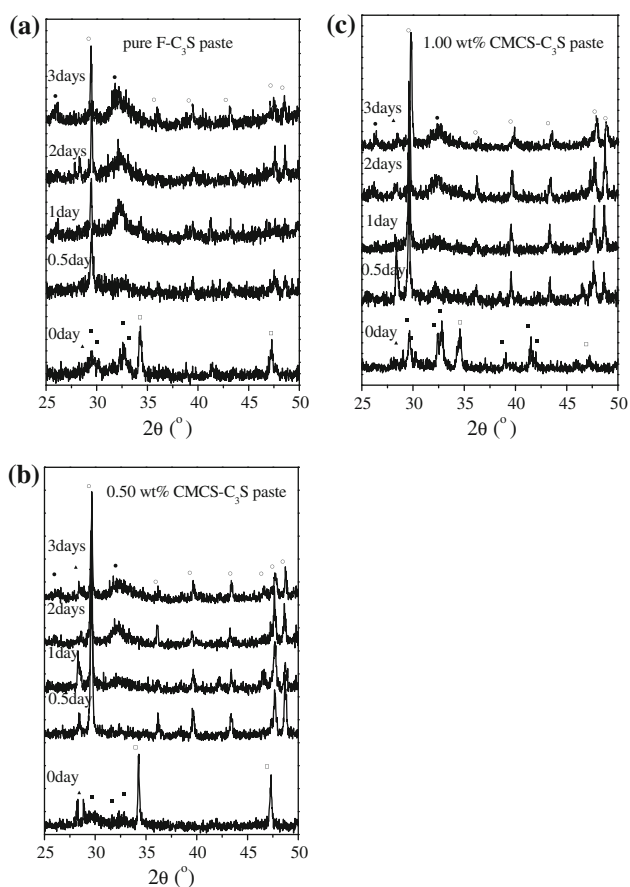 (a)
pure F-C₃S paste
3days
2days
1day
0.5day
0day
25 30 35 40 45 50
2θ (°)
(c)
1.00 wt% CMCS-C₃S paste
3days
2days
1day
0.5day
0day
25 30 35 40 45 50
2θ (°)
(b)
0.50 wt% CMCS-C₃S paste
3days
2days
1day
0.5day
0day
25 30 35 40 45 50
2θ (°)